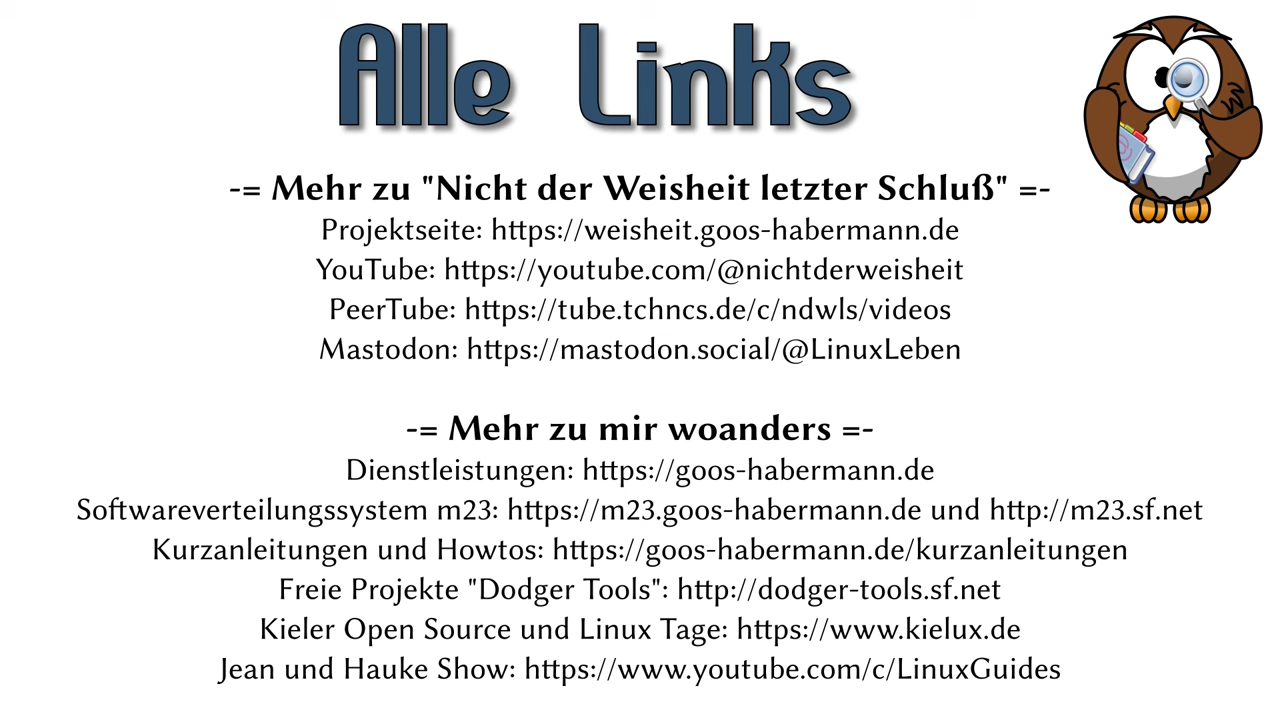 Alle Links
-= Mehr zu "Nicht der Weisheit letzter Schluß" =-
Projektseite: https://weisheit.goos-habermann.de
YouTube: https://youtube.com/@nichtderweisheit
PeerTube: https://tube.tchncs.de/c/ndwls/videos
Mastodon: https://mastodon.social/@LinuxLeben
-= Mehr zu mir woanders =-
Dienstleistungen: https://goos-habermann.de
Softwareverteilungssystem m23: https://m23.goos-habermann.de und http://m23.sf.net
Kurzanleitungen und Howtos: https://goos-habermann.de/kurzanleitungen
Freie Projekte "Dodger Tools": http://dodger-tools.sf.net
Kieler Open Source und Linux Tage: https://www.kielux.de
Jean und Hauke Show: https://www.youtube.com/c/LinuxGuides